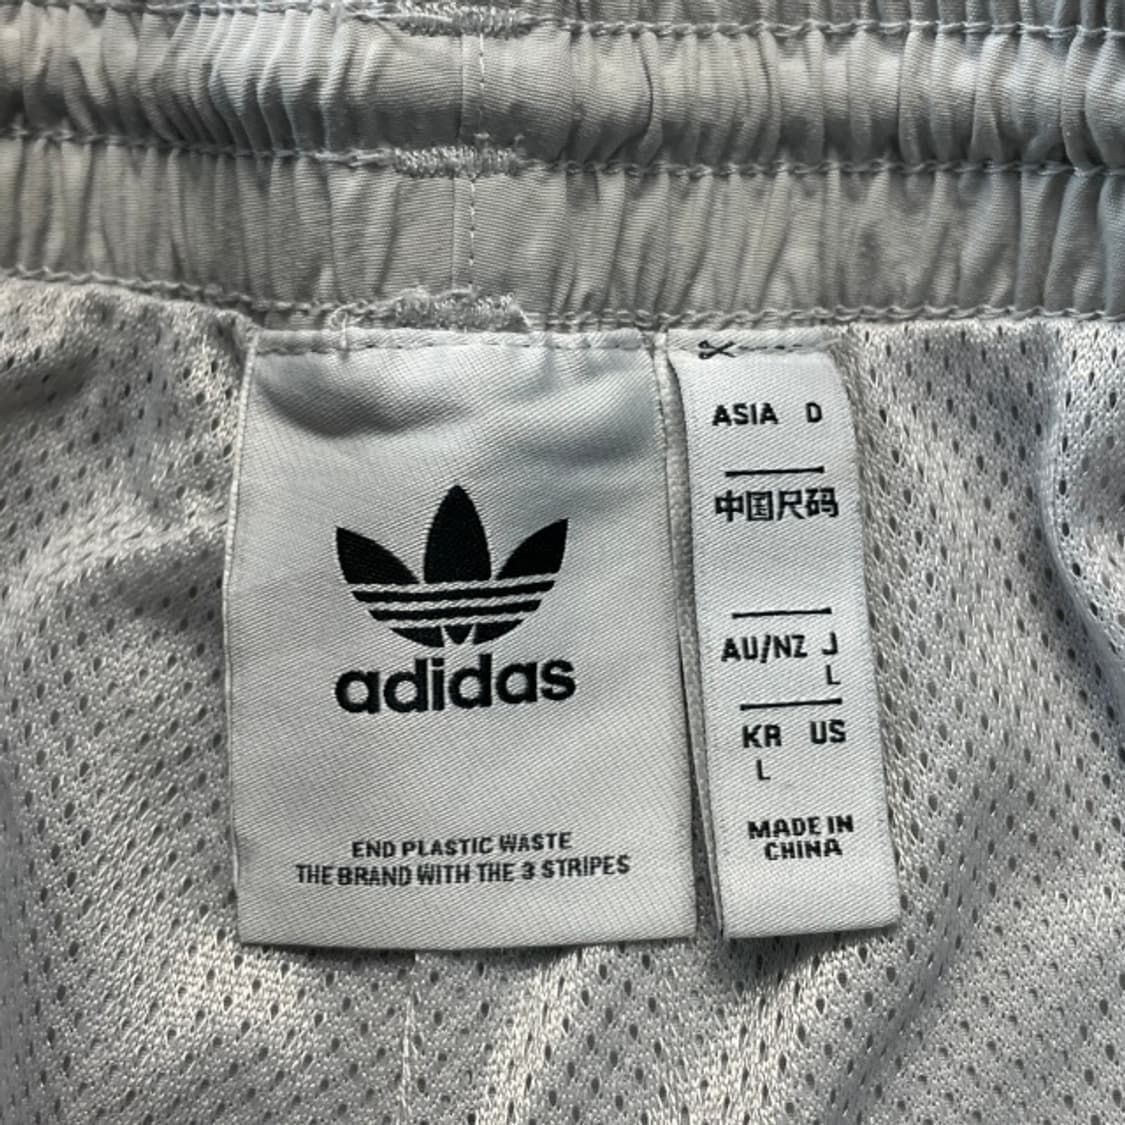 adidas
END PLASTIC WASTE
THE BRAND WITH THE 3 STRIPES
ASIA D
中国尺码
AU/NZ J
L
KR US
L
MADE IN
CHINA